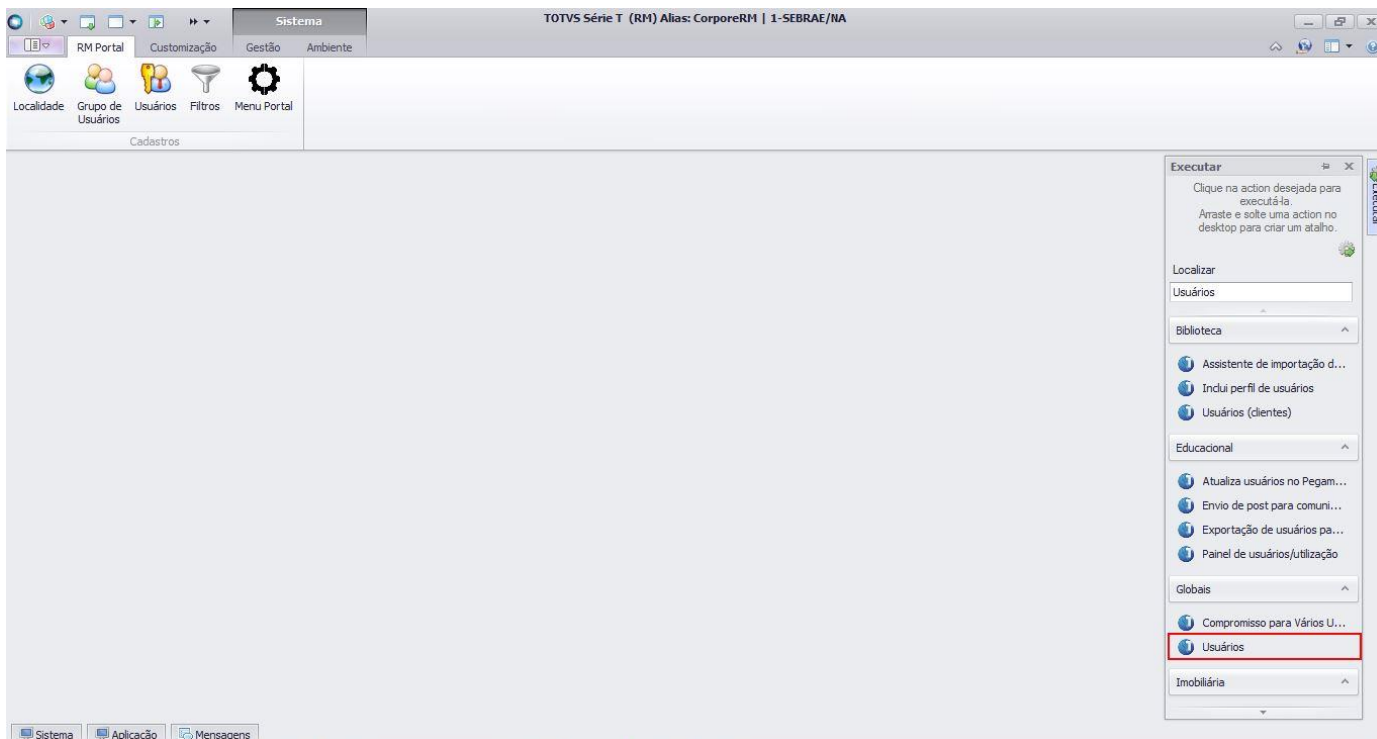 Sistema
TOTVS Série T (RM) Alias: CorporeRM | 1-SEBRAE/NA
RM Portal
Customização
Gestão
Ambiente
Localidade
Grupo de
Usuários
Usuários
Filtros
Menu Portal
Cadastros
Executar
Clique na action desejada para
executá-la.
Arraste e solte uma action no
desktop para criar um atalho.
Executar
Localizar
Usuários
Biblioteca
Assistente de importação d...
Inclui perfil de usuários
Usuários (clientes)
Educacional
Atualiza usuários no Pegam...
Envio de post para comuni...
Exportação de usuários pa...
Painel de usuários/utilização
Globais
Compromisso para Vários U...
Usuários
Imobiliária
Sistema
Aplicação
Mensagens